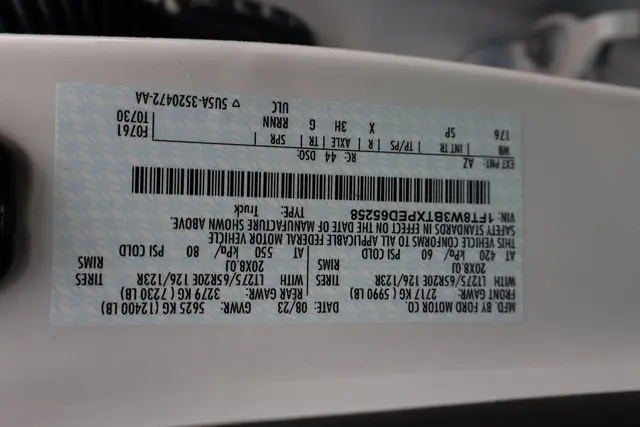 MFD. BY FORD MOTOR CO.
DATE: 08/23 GVWR: 5625 KG (12400 LB)
FRONT GAWR: 2717 KG (5990 LB) REAR GAWR: 3279 KG (7230 LB)
WITH LT275/65R20E 126/123R TIRES WITH LT275/65R20E 126/123R TIRES
20X8.0J RIMS 20X8.0J RIMS
AT 420 kPa/ 60 PSI COLD AT 550 kPa/ 80 PSI COLD
THIS VEHICLE CONFORMS TO ALL APPLICABLE FEDERAL MOTOR VEHICLE
SAFETY STANDARDS IN EFFECT ON THE DATE OF MANUFACTURE SHOWN ABOVE.
VIN: 1FT8W3BTXPED65258 TYPE: Truck
EXT PNT: AZ RC: 44 DSO:
WB INT TR TP/PS R AXLE TR SPR F0761
176 SP X 3H G RRNN T0730
ULC ▽ 5U5A-3520472-AA